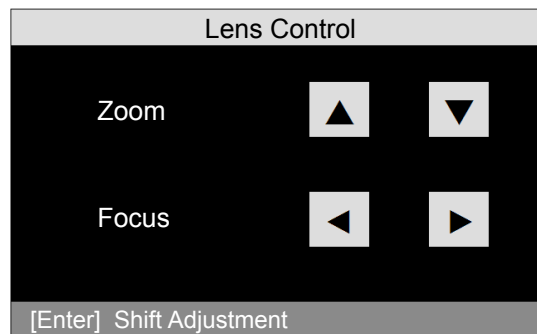 Lens Control
Zoom ▲ ▼
Focus ◄ ►
[Enter] Shift Adjustment